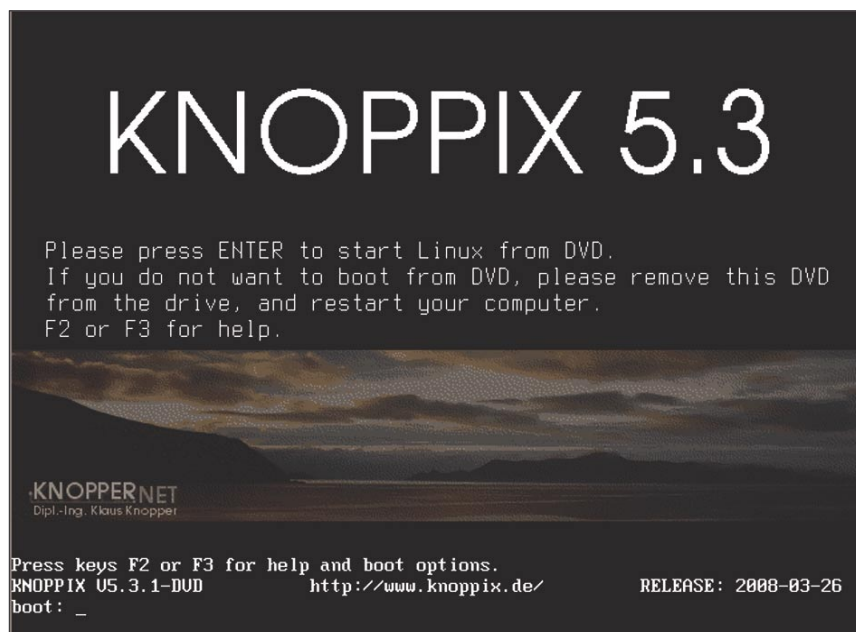 KNOPPIX 5.3
Please press ENTER to start Linux from DVD.
If you do not want to boot from DVD, please remove this DVD
from the drive, and restart your computer.
F2 or F3 for help.
KNOPPERNET
Dipl.-Ing. Klaus Knopper
Press keys F2 or F3 for help and boot options.
KNOPPIX V5.3.1-DVD http://www.knoppix.de/ RELEASE: 2008-03-26
boot: _